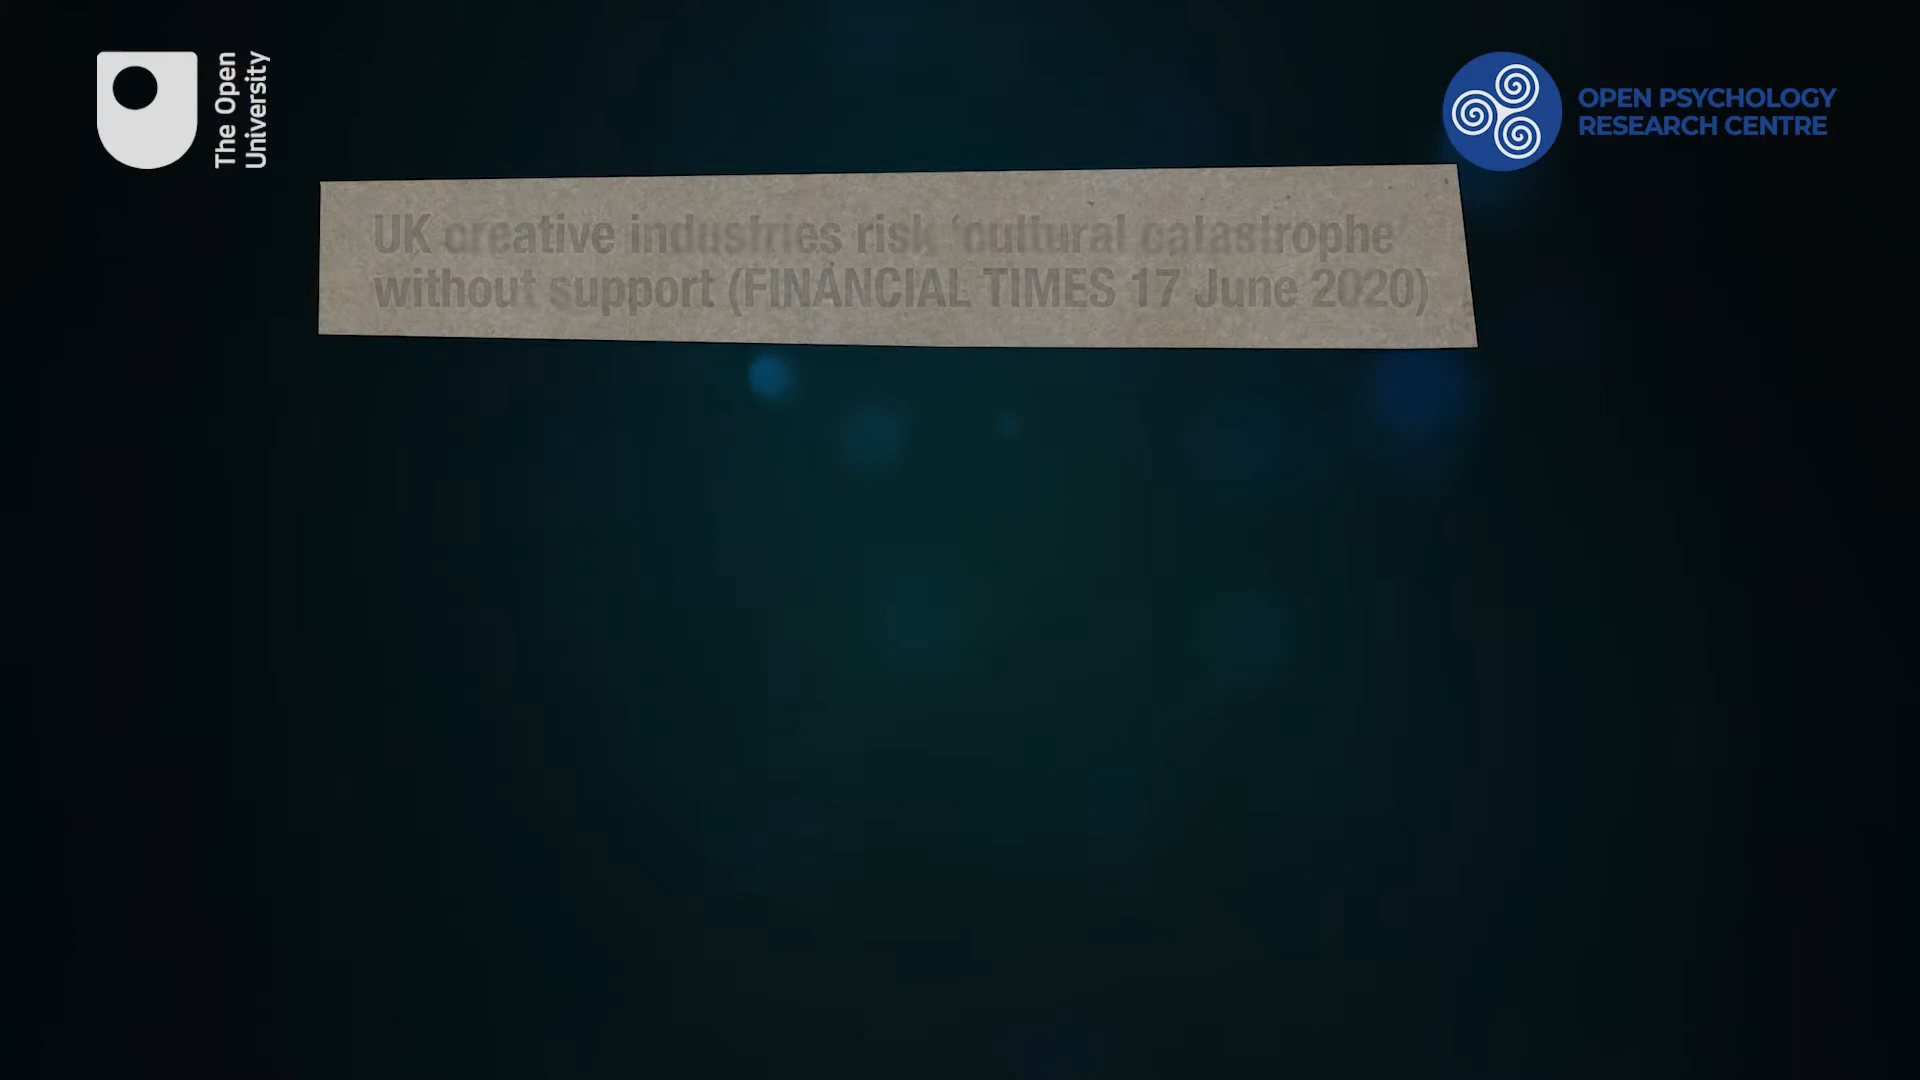 The Open
University
OPEN PSYCHOLOGY
RESEARCH CENTRE
UK creative industries risk ‘cultural catastrophe’
without support (FINANCIAL TIMES 17 June 2020)